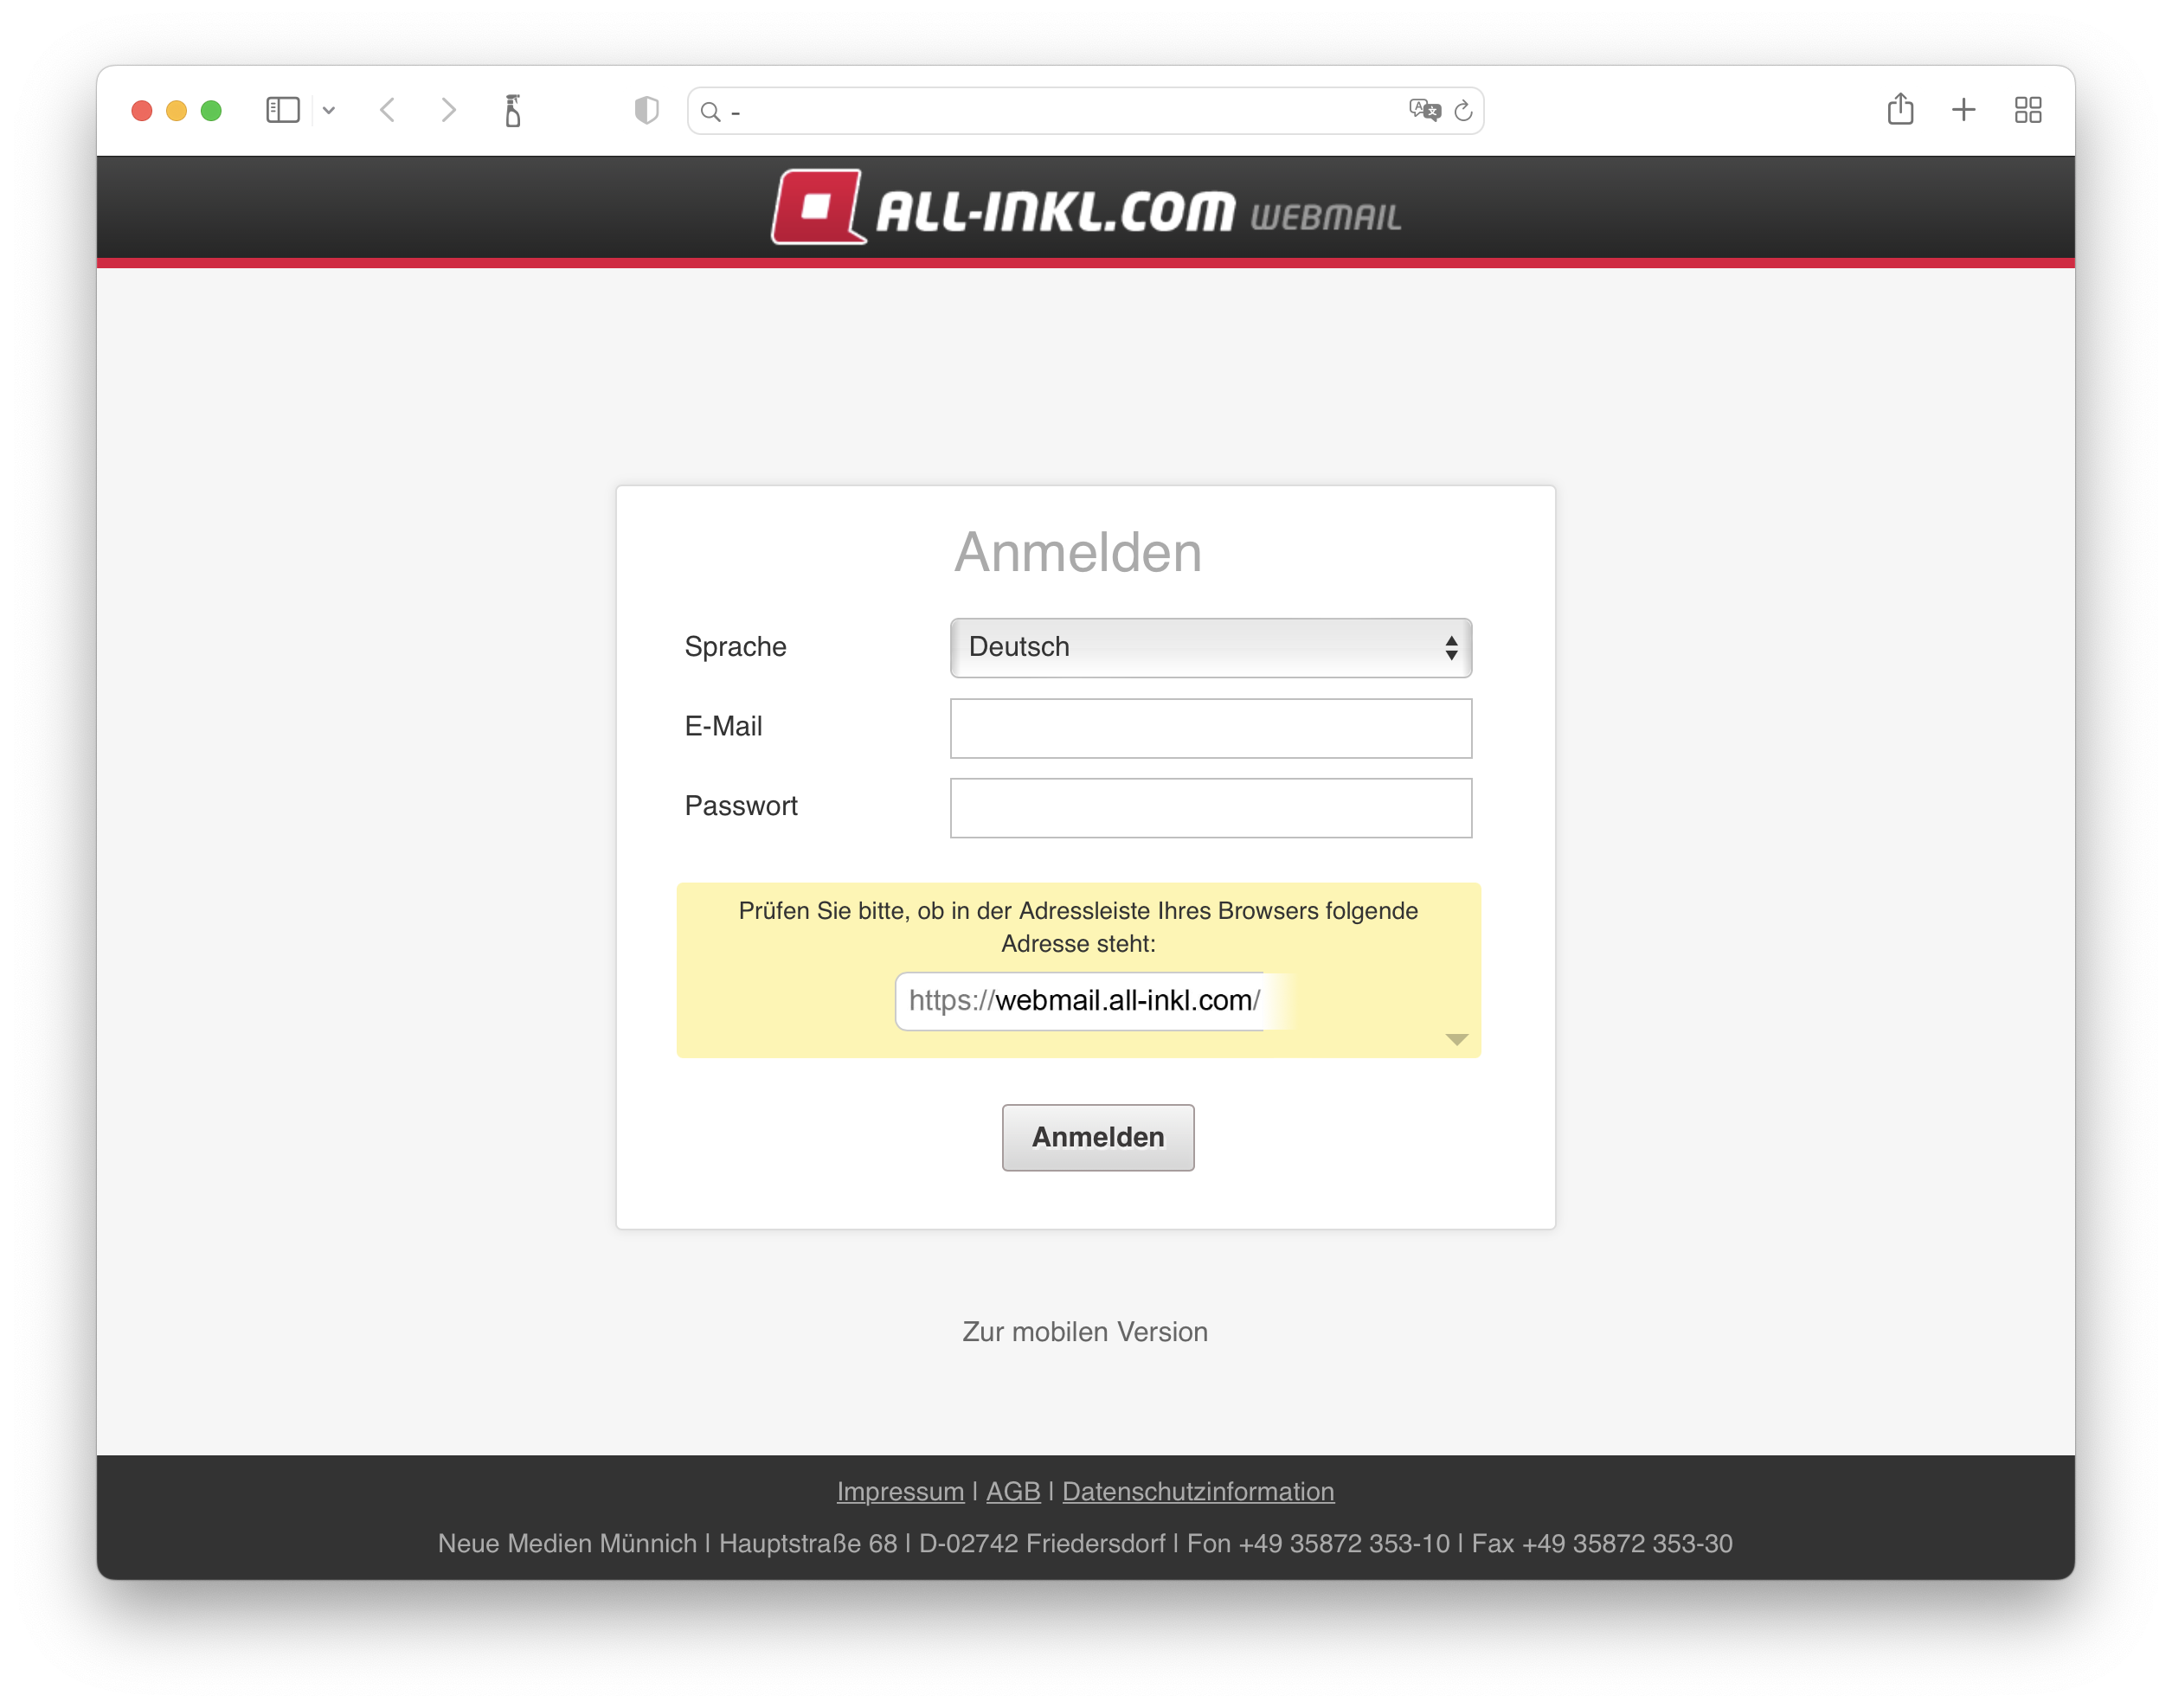 -
ALL-INKL.COM WEBMAIL
Anmelden
Sprache
Deutsch
E-Mail
Passwort
Prüfen Sie bitte, ob in der Adressleiste Ihres Browsers folgende
Adresse steht:
https://webmail.all-inkl.com/
Anmelden
Zur mobilen Version
Impressum | AGB | Datenschutzinformation
Neue Medien Münnich | Hauptstraße 68 | D-02742 Friedersdorf | Fon +49 35872 353-10 | Fax +49 35872 353-30